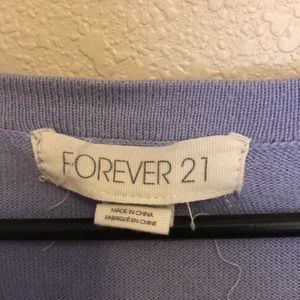 FOREVER 21
MADE IN CHINA
FABRIQUÉ EN CHINE